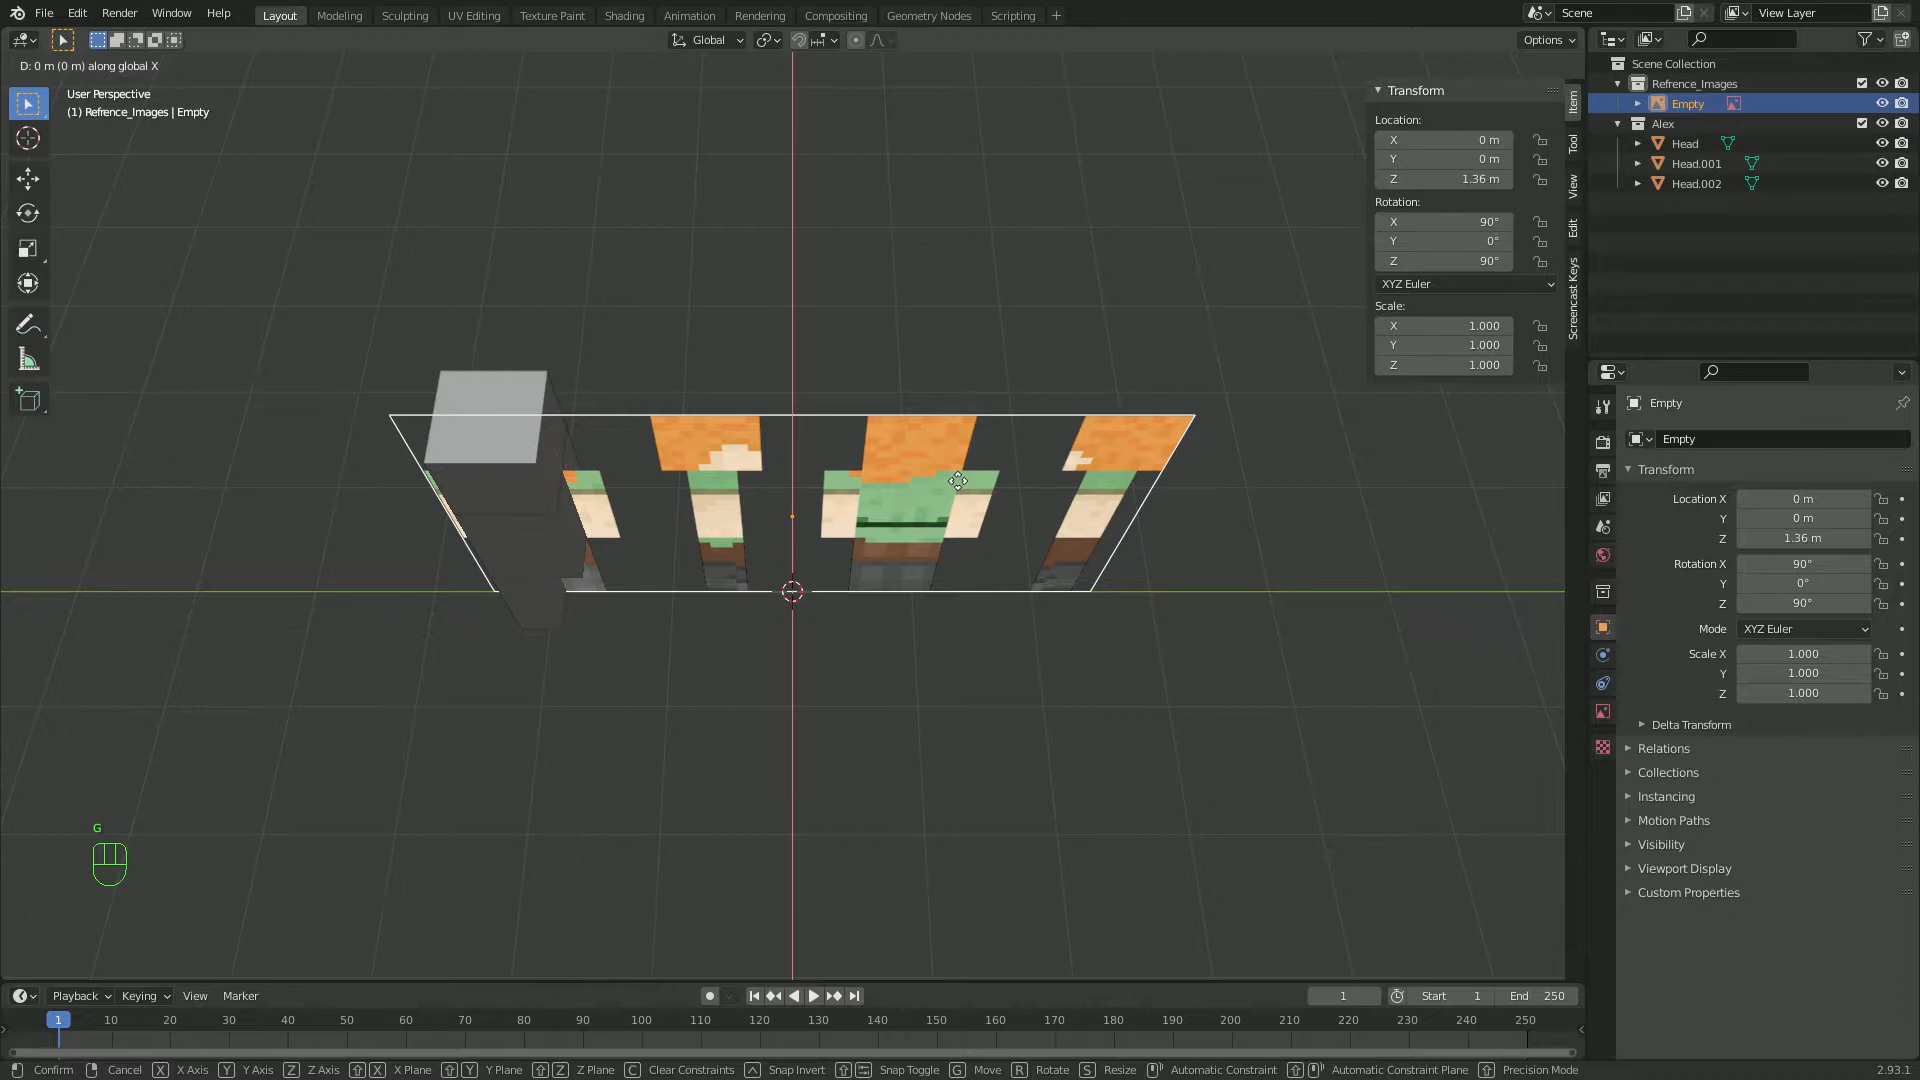 File Edit Render Window Help Layout Modeling Sculpting UV Editing Texture Paint Shading Animation Rendering Compositing Geometry Nodes Scripting + Scene View Layer
Global Options
D: 0 m (0 m) along global X
User Perspective
(1) Refrence_Images | Empty
Transform
Location:
X 0 m
Y 0 m
Z 1.36 m
Rotation:
X 90°
Y 0°
Z 90°
XYZ Euler
Scale:
X 1.000
Y 1.000
Z 1.000
Item
Tool
View
Edit
Screencast Keys
Scene Collection
Refrence_Images
Empty
Alex
Head
Head.001
Head.002
Empty
Empty
Transform
Location X 0 m
Y 0 m
Z 1.36 m
Rotation X 90°
Y 0°
Z 90°
Mode XYZ Euler
Scale X 1.000
Y 1.000
Z 1.000
Delta Transform
Relations
Collections
Instancing
Motion Paths
Visibility
Viewport Display
Custom Properties
G
Playback Keying View Marker 1 Start 1 End 250
1 10 20 30 40 50 60 70 80 90 100 110 120 130 140 150 160 170 180 190 200 210 220 230 240 250
Confirm Cancel X X Axis Y Y Axis Z Z Axis X X Plane Y Y Plane Z Z Plane C Clear Constraints Snap Invert Snap Toggle G Move R Rotate S Resize Automatic Constraint Automatic Constraint Plane Precision Mode 2.93.1